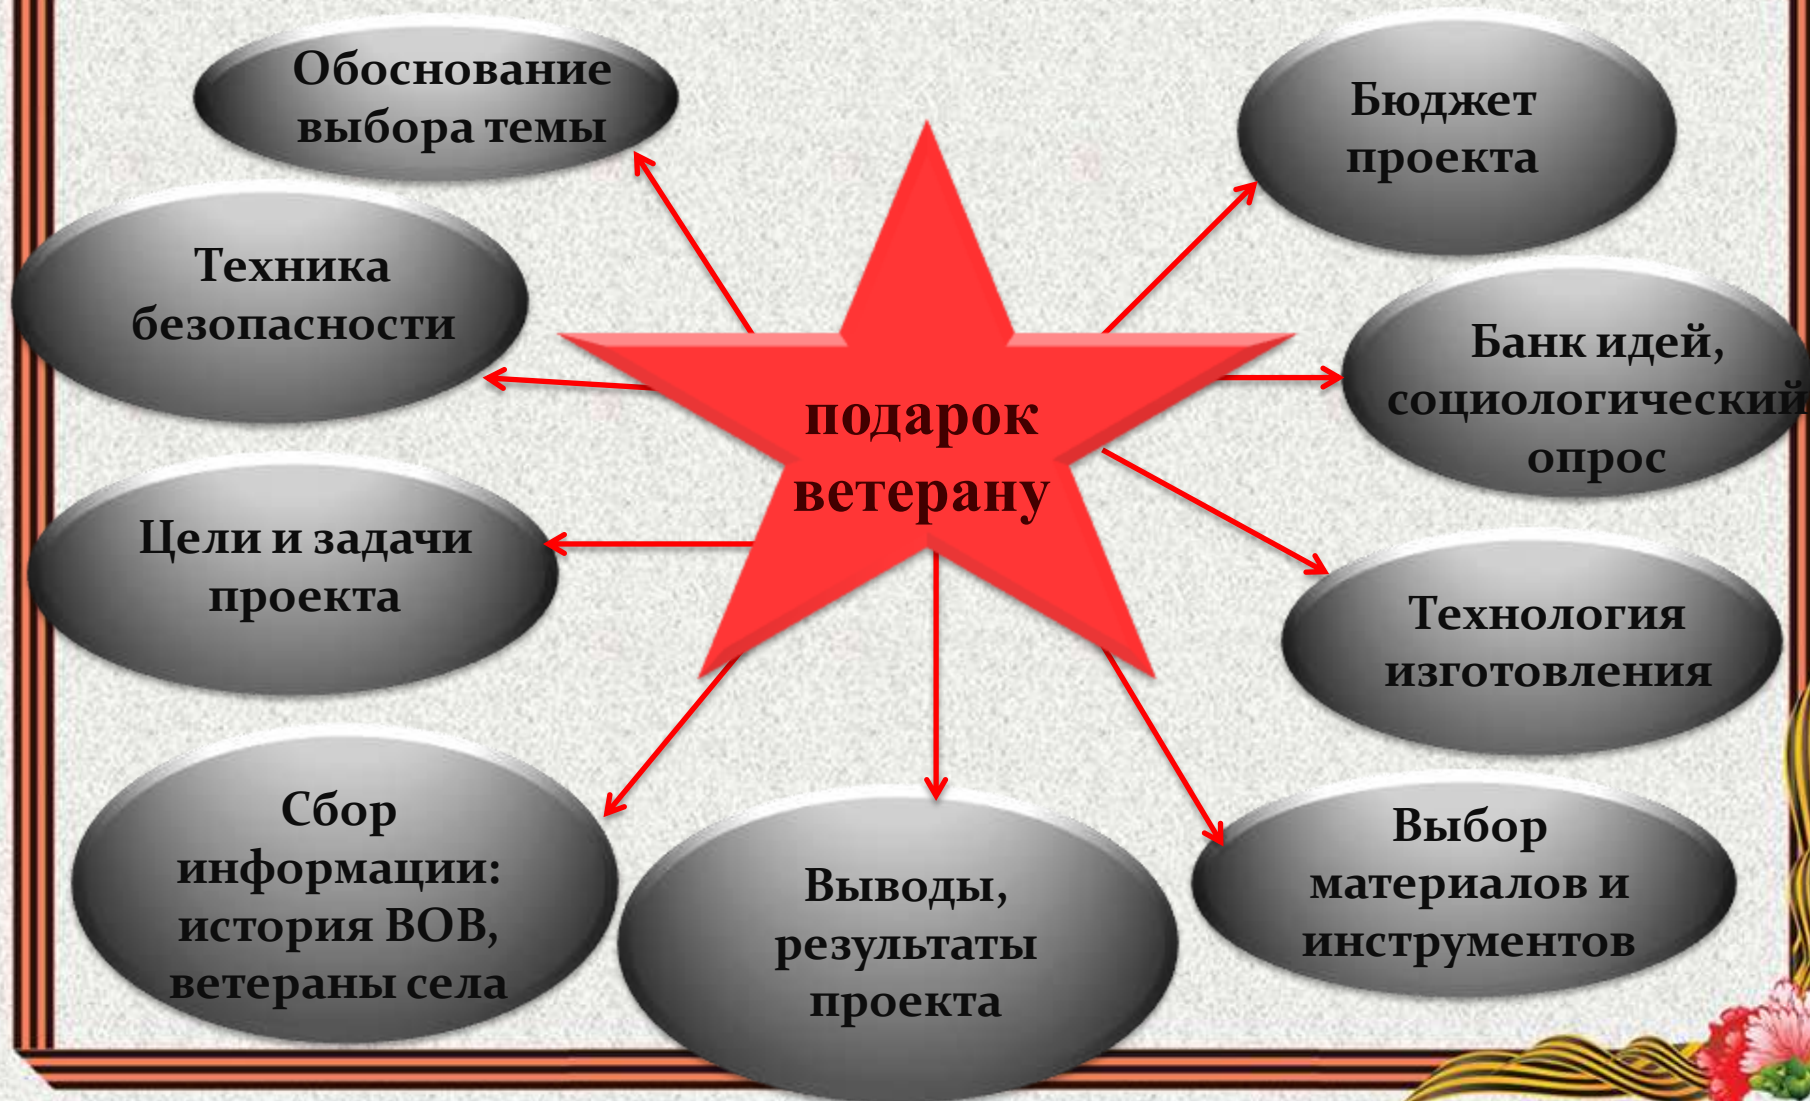 Обоснование
выбора темы
Бюджет
проекта
Техника
безопасности
Банк идей,
социологический
опрос
подарок
ветерану
Цели и задачи
проекта
Технология
изготовления
Сбор
информации:
история ВОВ,
ветераны села
Выводы,
результаты
проекта
Выбор
материалов и
инструментов